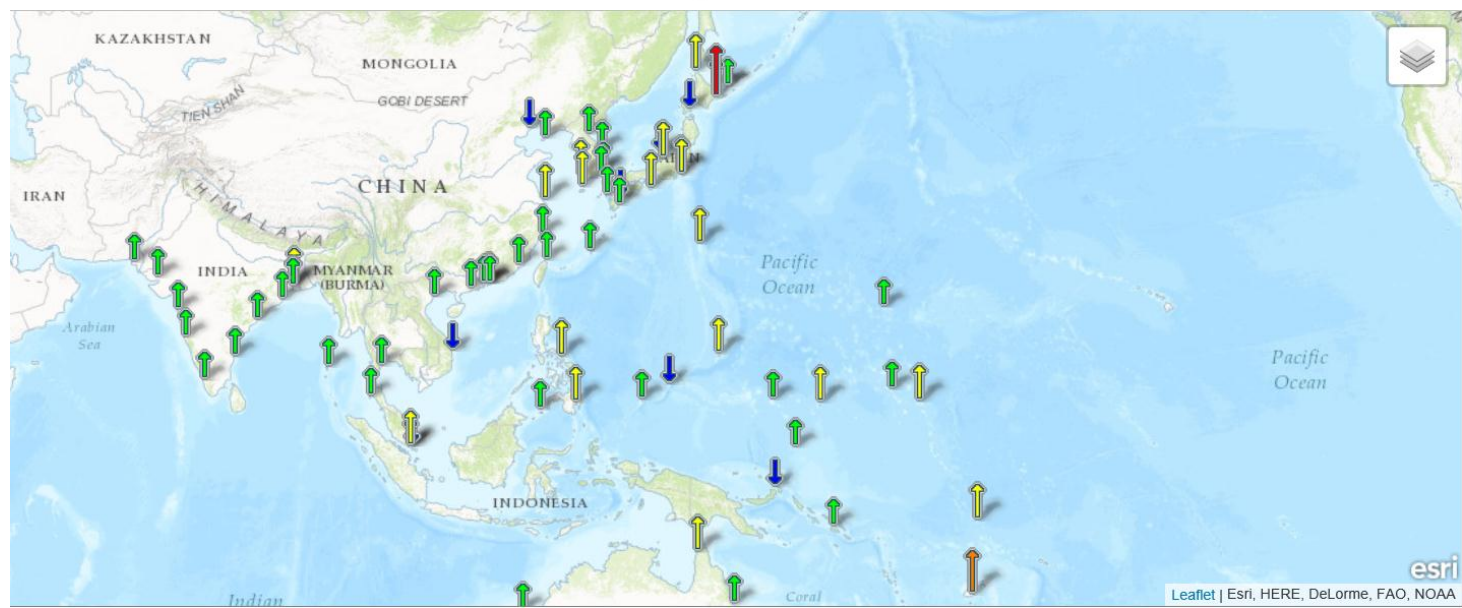 KAZAKHSTAN
MONGOLIA
GOBI DESERT
TIEN SHAN
CHINA
IRAN
HIMALAYA
INDIA
MYANMAR
(BURMA)
Pacific
Ocean
Arabian
Sea
Pacific
Ocean
INDONESIA
esri
Leaflet | Esri, HERE, DeLorme, FAO, NOAA
Indian
Coral